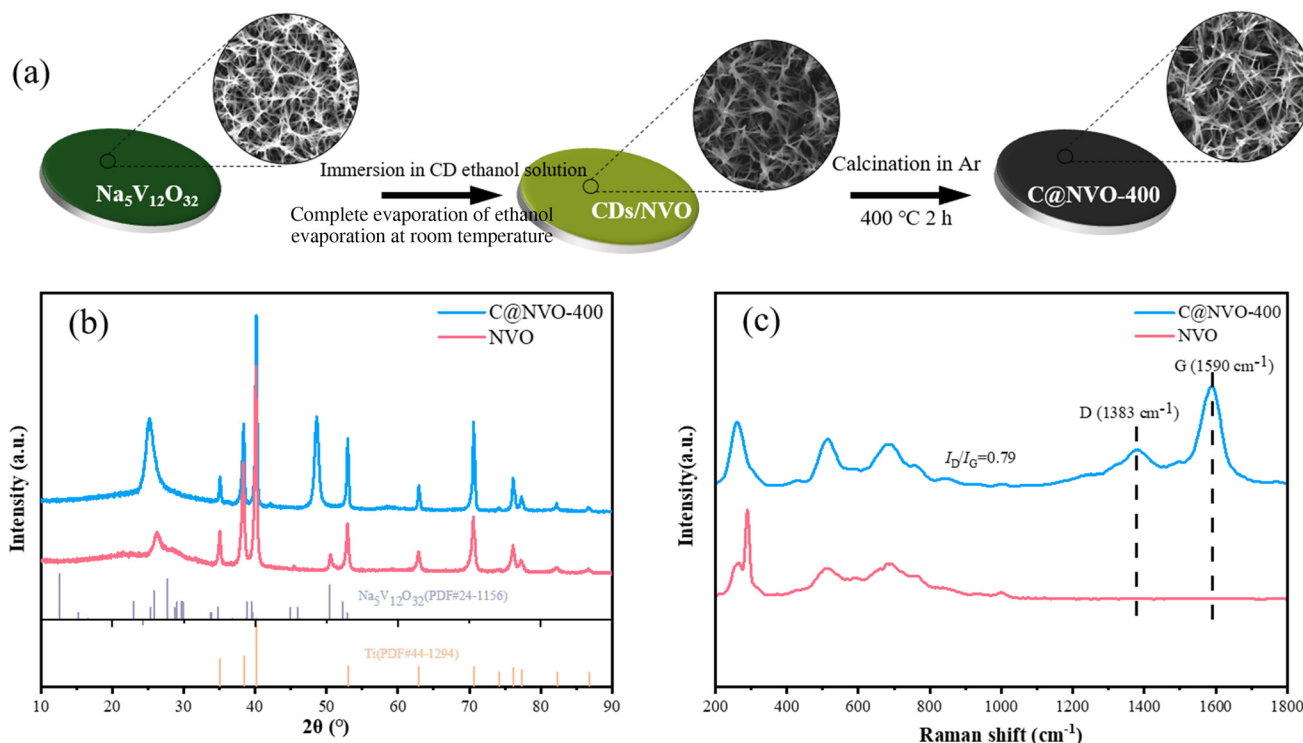 (a)
Na₅V₁₂O₃₂
Immersion in CD ethanol solution
Complete evaporation of ethanol
evaporation at room temperature
CDs/NVO
Calcination in Ar
400 °C 2 h
C@NVO-400
(b)
C@NVO-400
NVO
Na₅V₁₂O₃₂(PDF#24-1156)
Ti(PDF#44-1294)
Intensity (a.u.)
10 20 30 40 50 60 70 80 90
2θ (°)
(c)
C@NVO-400
NVO
G (1590 cm⁻¹)
D (1383 cm⁻¹)
I_D/I_G=0.79
Intensity(a.u.)
200 400 600 800 1000 1200 1400 1600 1800
Raman shift (cm⁻¹)